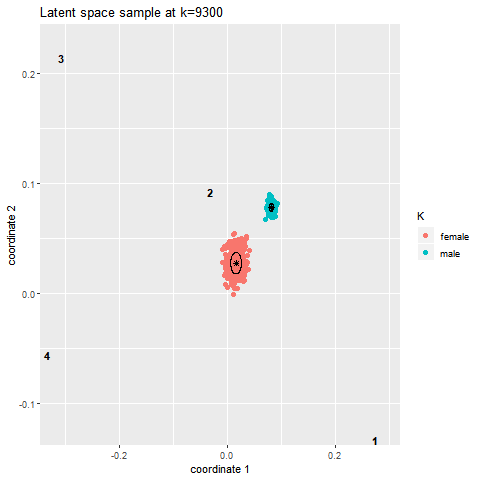 Latent space sample at k=9300
3
0.2
K
2
0.1
female
male
coordinate 2
0.0
4
-0.1
1
-0.2
0.0
0.2
coordinate 1